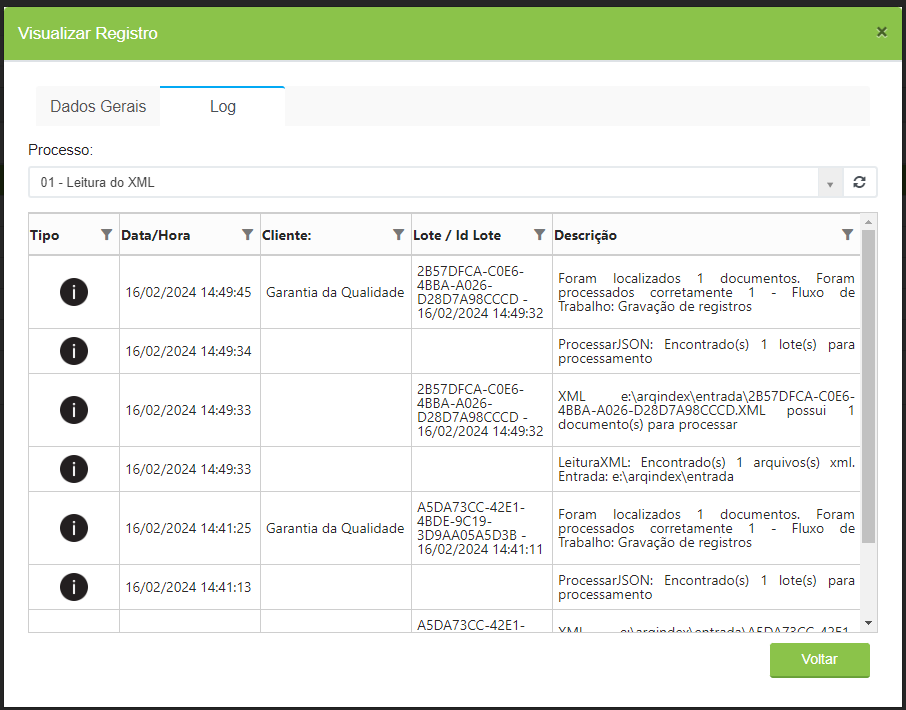 Visualizar Registro
×
Dados Gerais
Log
Processo:
01 - Leitura do XML
Tipo
Data/Hora
Cliente:
Lote / Id Lote
Descrição
i
16/02/2024 14:49:45
Garantia da Qualidade
2B57DFCA-C0E6-
4BBA-A026-
D28D7A98CCCD -
16/02/2024 14:49:32
Foram localizados 1 documentos. Foram
processados corretamente 1 - Fluxo de
Trabalho: Gravação de registros
i
16/02/2024 14:49:34
ProcessarJSON: Encontrado(s) 1 lote(s) para
processamento
i
16/02/2024 14:49:33
2B57DFCA-C0E6-
4BBA-A026-
D28D7A98CCCD -
16/02/2024 14:49:32
XML e:\arqindex\entrada\2B57DFCA-C0E6-
4BBA-A026-D28D7A98CCCD.XML possui 1
documento(s) para processar
i
16/02/2024 14:49:33
LeituraXML: Encontrado(s) 1 arquivos(s) xml.
Entrada: e:\arqindex\entrada
i
16/02/2024 14:41:25
Garantia da Qualidade
A5DA73CC-42E1-
4BDE-9C19-
3D9AA05A5D3B -
16/02/2024 14:41:11
Foram localizados 1 documentos. Foram
processados corretamente 1 - Fluxo de
Trabalho: Gravação de registros
i
16/02/2024 14:41:13
ProcessarJSON: Encontrado(s) 1 lote(s) para
processamento
A5DA73CC-42E1-
XML e:\arqindex\entrada\A5DA73CC-42E1-
Voltar